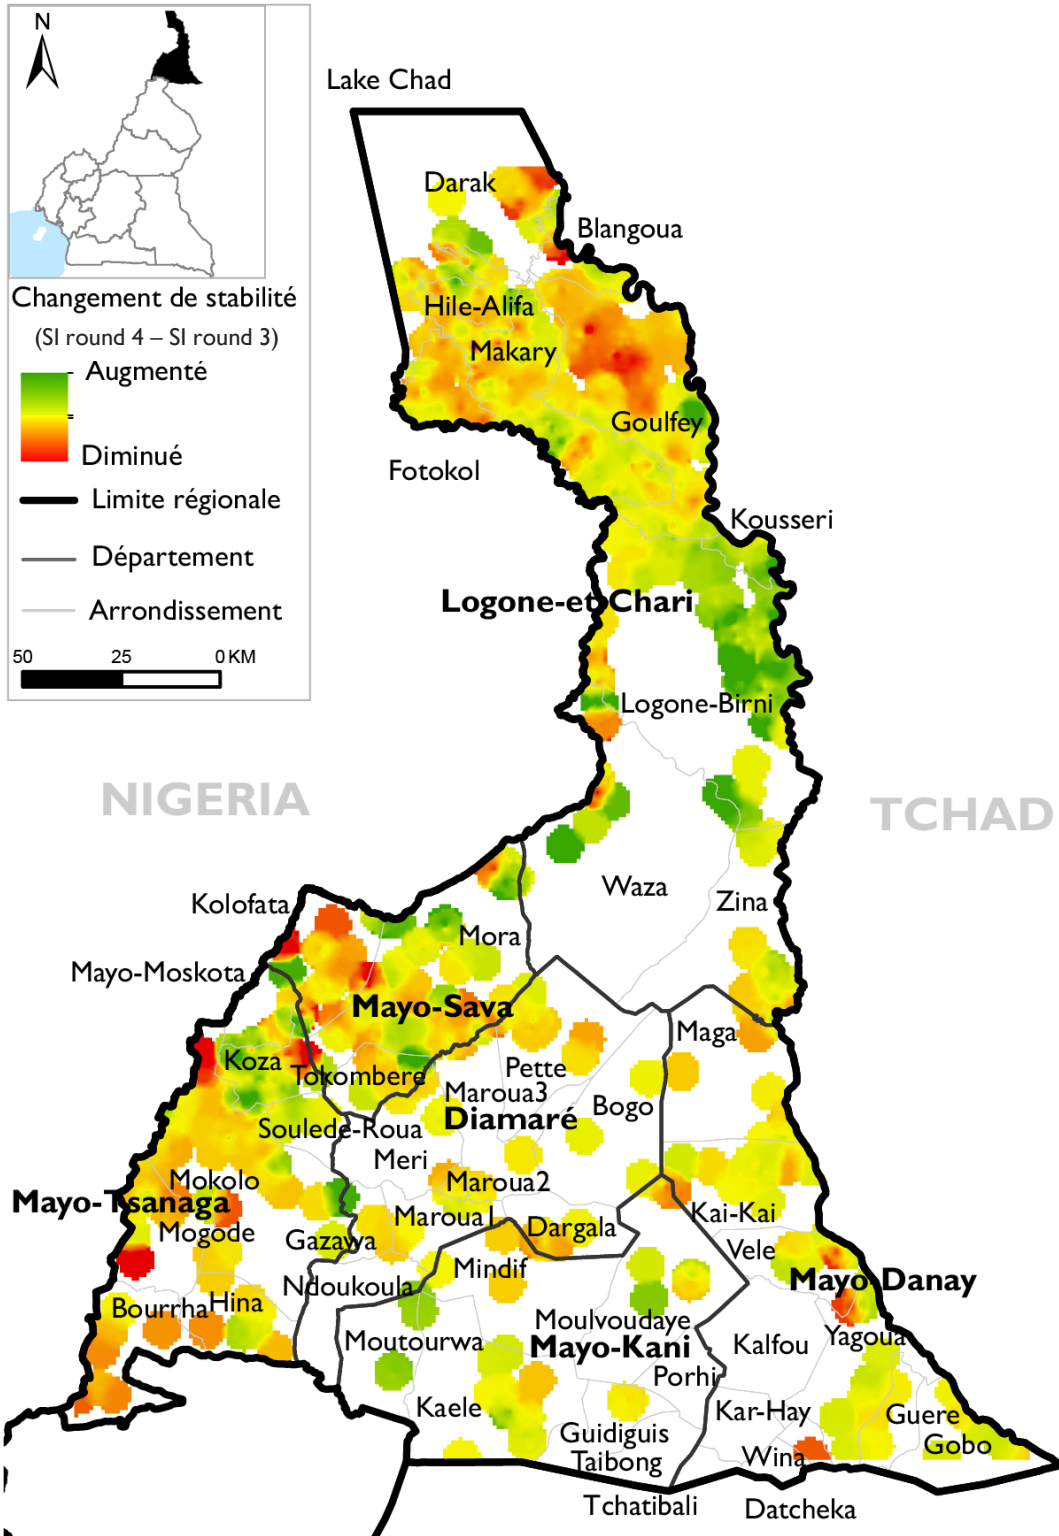 N
Lake Chad
Darak
Blangoua
Changement de stabilité
(SI round 4 – SI round 3)
Hile-Alifa
Makary
Augmenté
=
Goulfey
Diminué
Fotokol
Limite régionale
Kousseri
Département
Logone-et-Chari
Arrondissement
50 25 0 KM
Logone-Birni
NIGERIA
TCHAD
Waza
Zina
Kolofata
Mora
Mayo-Moskota
Mayo-Sava
Maga
Koza
Pette
Tokombere
Maroua3
Bogo
Diamaré
Soulede-Roua
Meri
Mokolo
Maroua2
Mayo-Tsanaga
Maroua1
Dargala
Kai-Kai
Mogode
Gazawa
Vele
Mindif
Mayo-Danay
Ndoukoula
Bourrha
Hina
Moulvoudaye
Yagoua
Moutourwa
Mayo-Kani
Kalfou
Porhi
Kaele
Kar-Hay
Guere
Guidiguis
Gobo
Taibong
Wina
Tchatibali
Datcheka